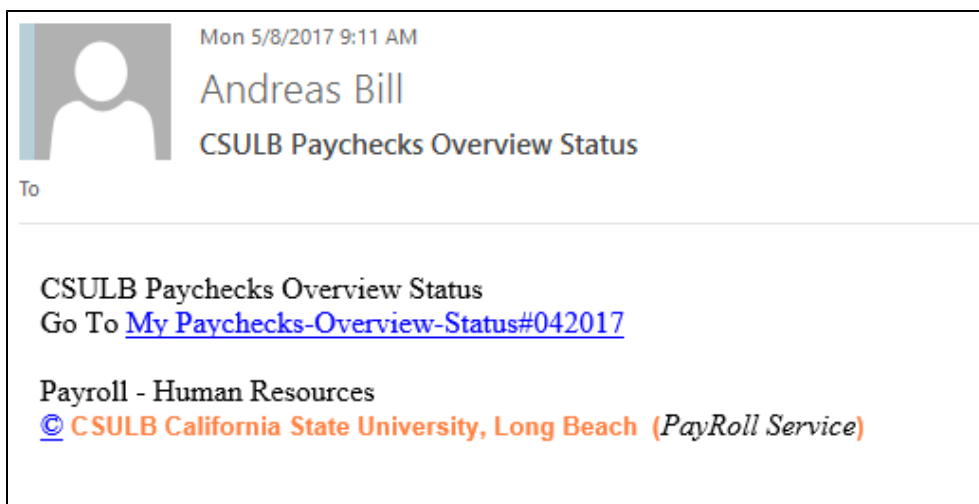 Mon 5/8/2017 9:11 AM
Andreas Bill
CSULB Paychecks Overview Status
To
CSULB Paychecks Overview Status
Go To My Paychecks-Overview-Status#042017
Payroll - Human Resources
© CSULB California State University, Long Beach (PayRoll Service)